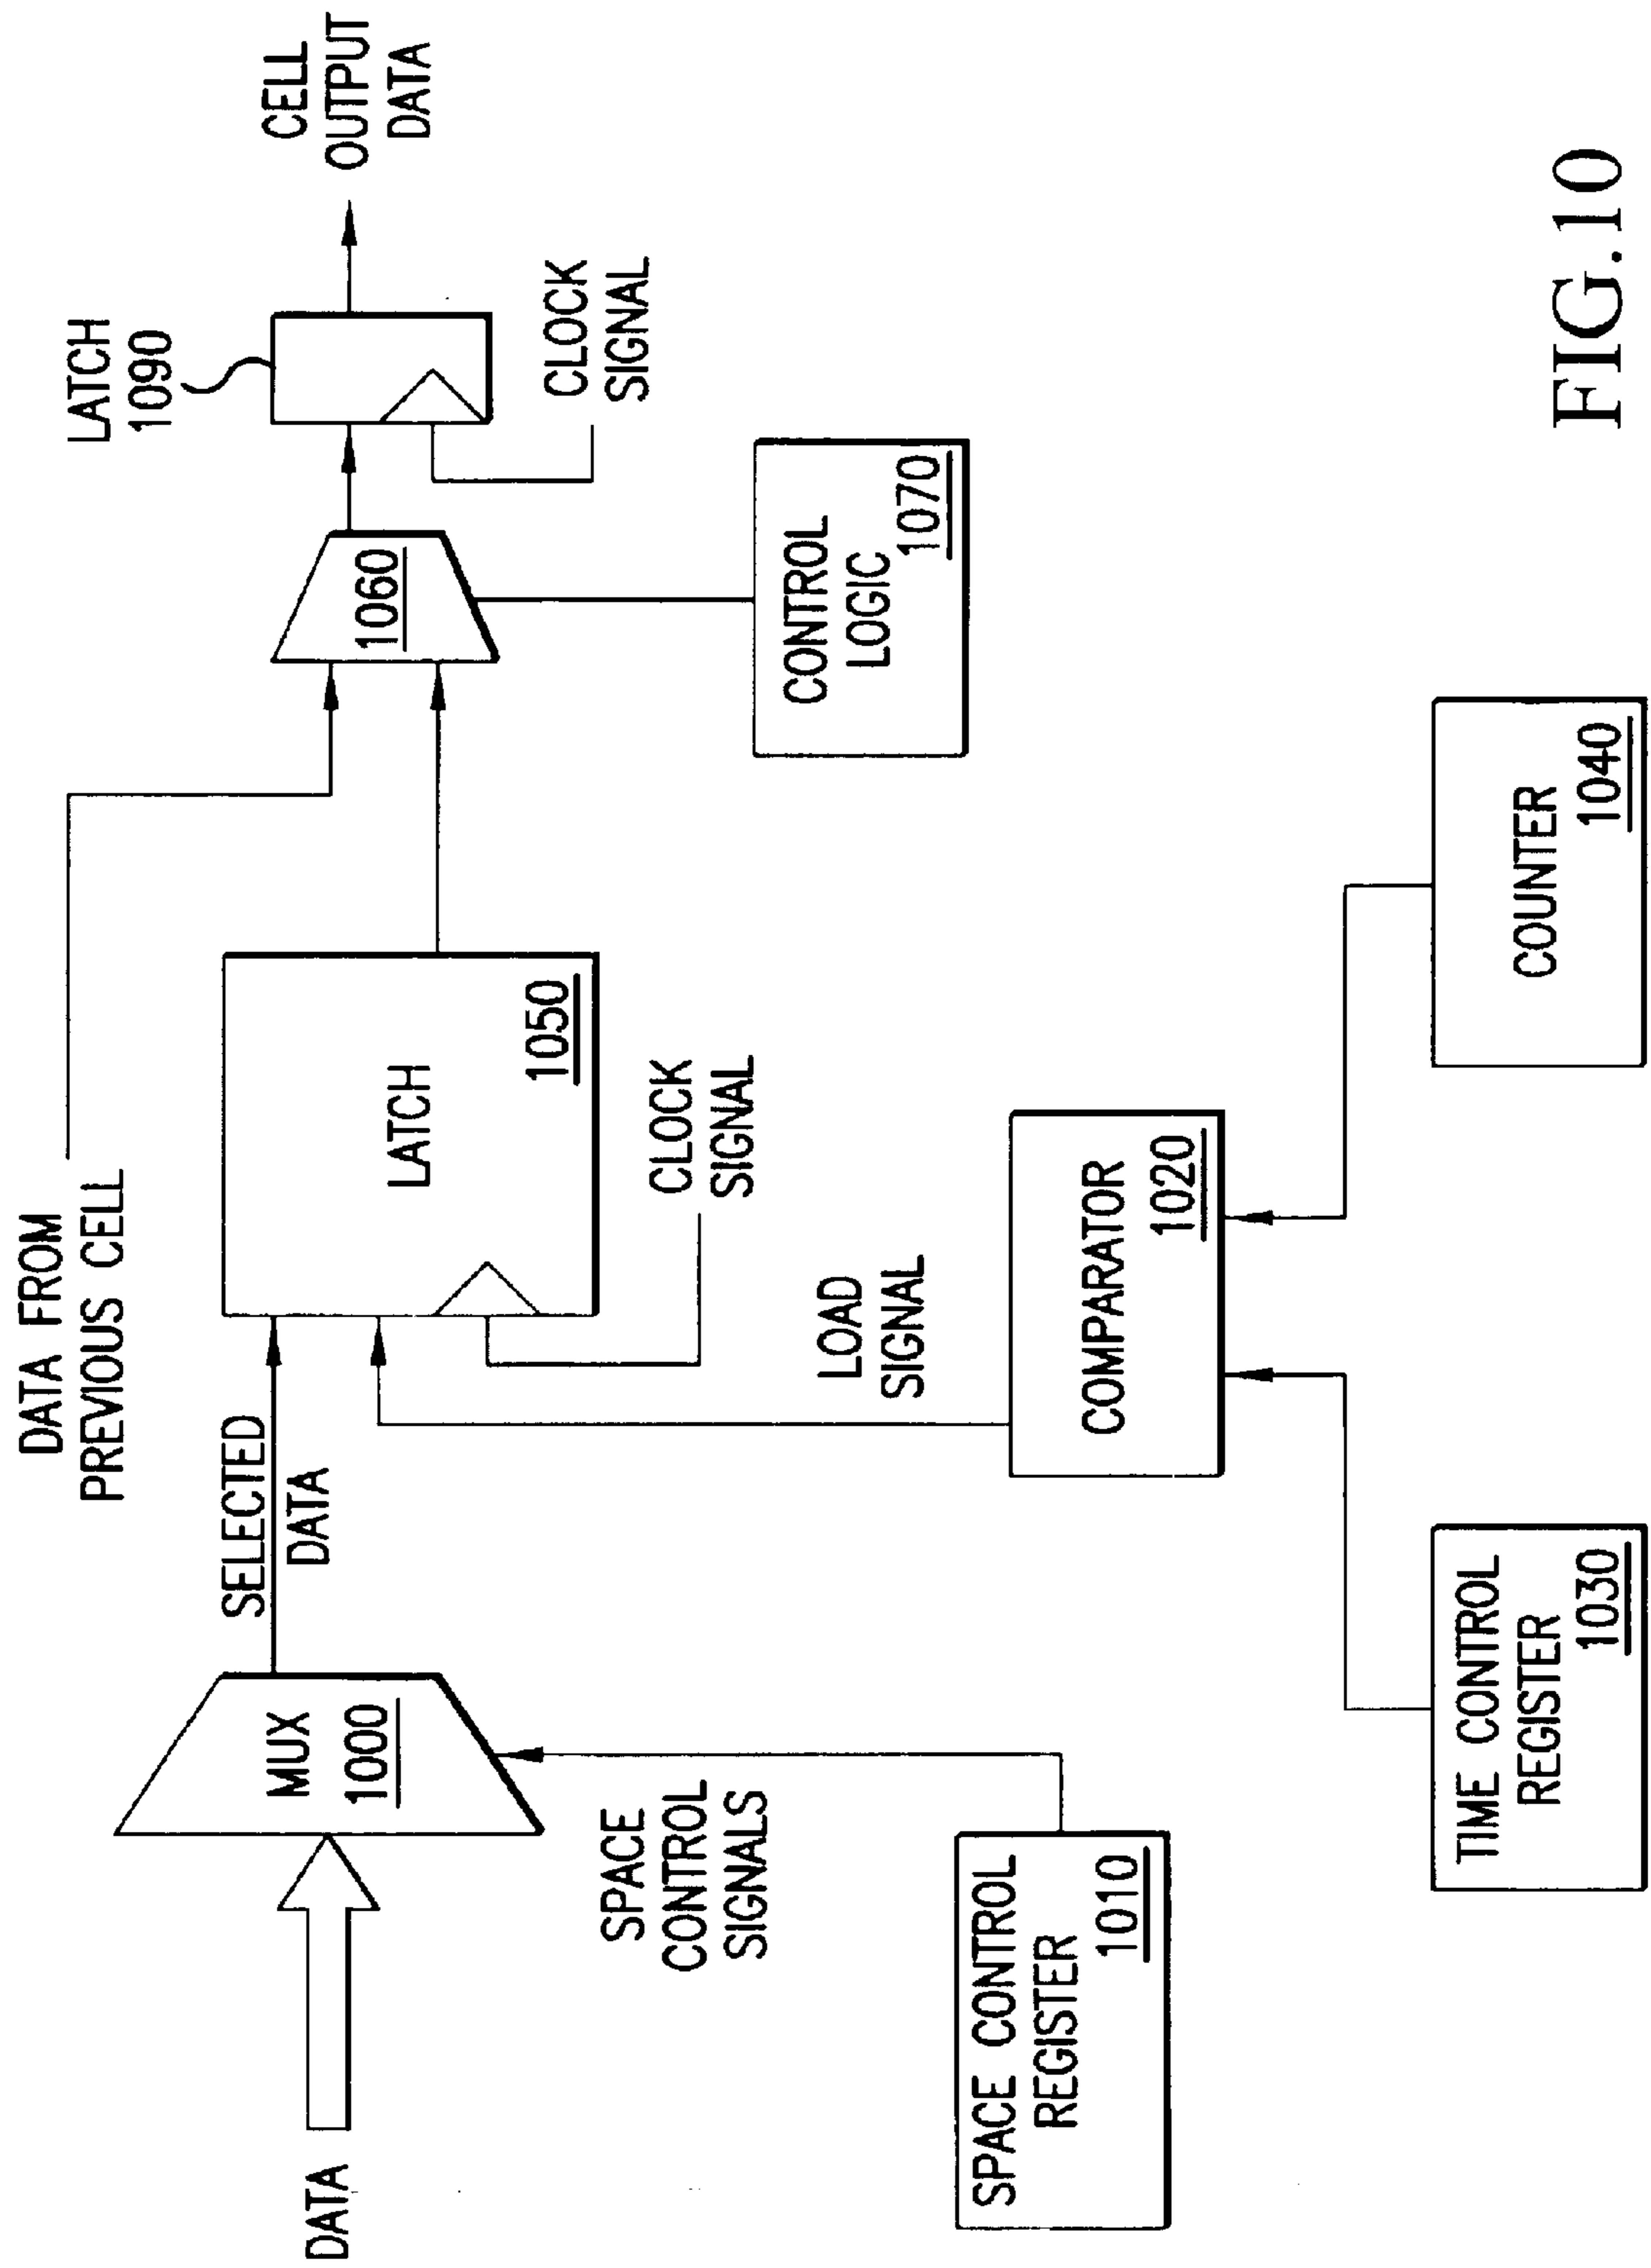 DATA FROM
PREVIOUS CELL
LATCH
1090
CELL
OUTPUT
DATA
DATA
MUX
1000
SELECTED
DATA
LATCH
1050
1060
CLOCK
SIGNAL
SPACE
CONTROL
SIGNALS
CLOCK
SIGNAL
CONTROL
LOGIC
1070
LOAD
SIGNAL
SPACE CONTROL
REGISTER
1010
COMPARATOR
1020
TIME CONTROL
REGISTER
1030
COUNTER
1040
FIG.10